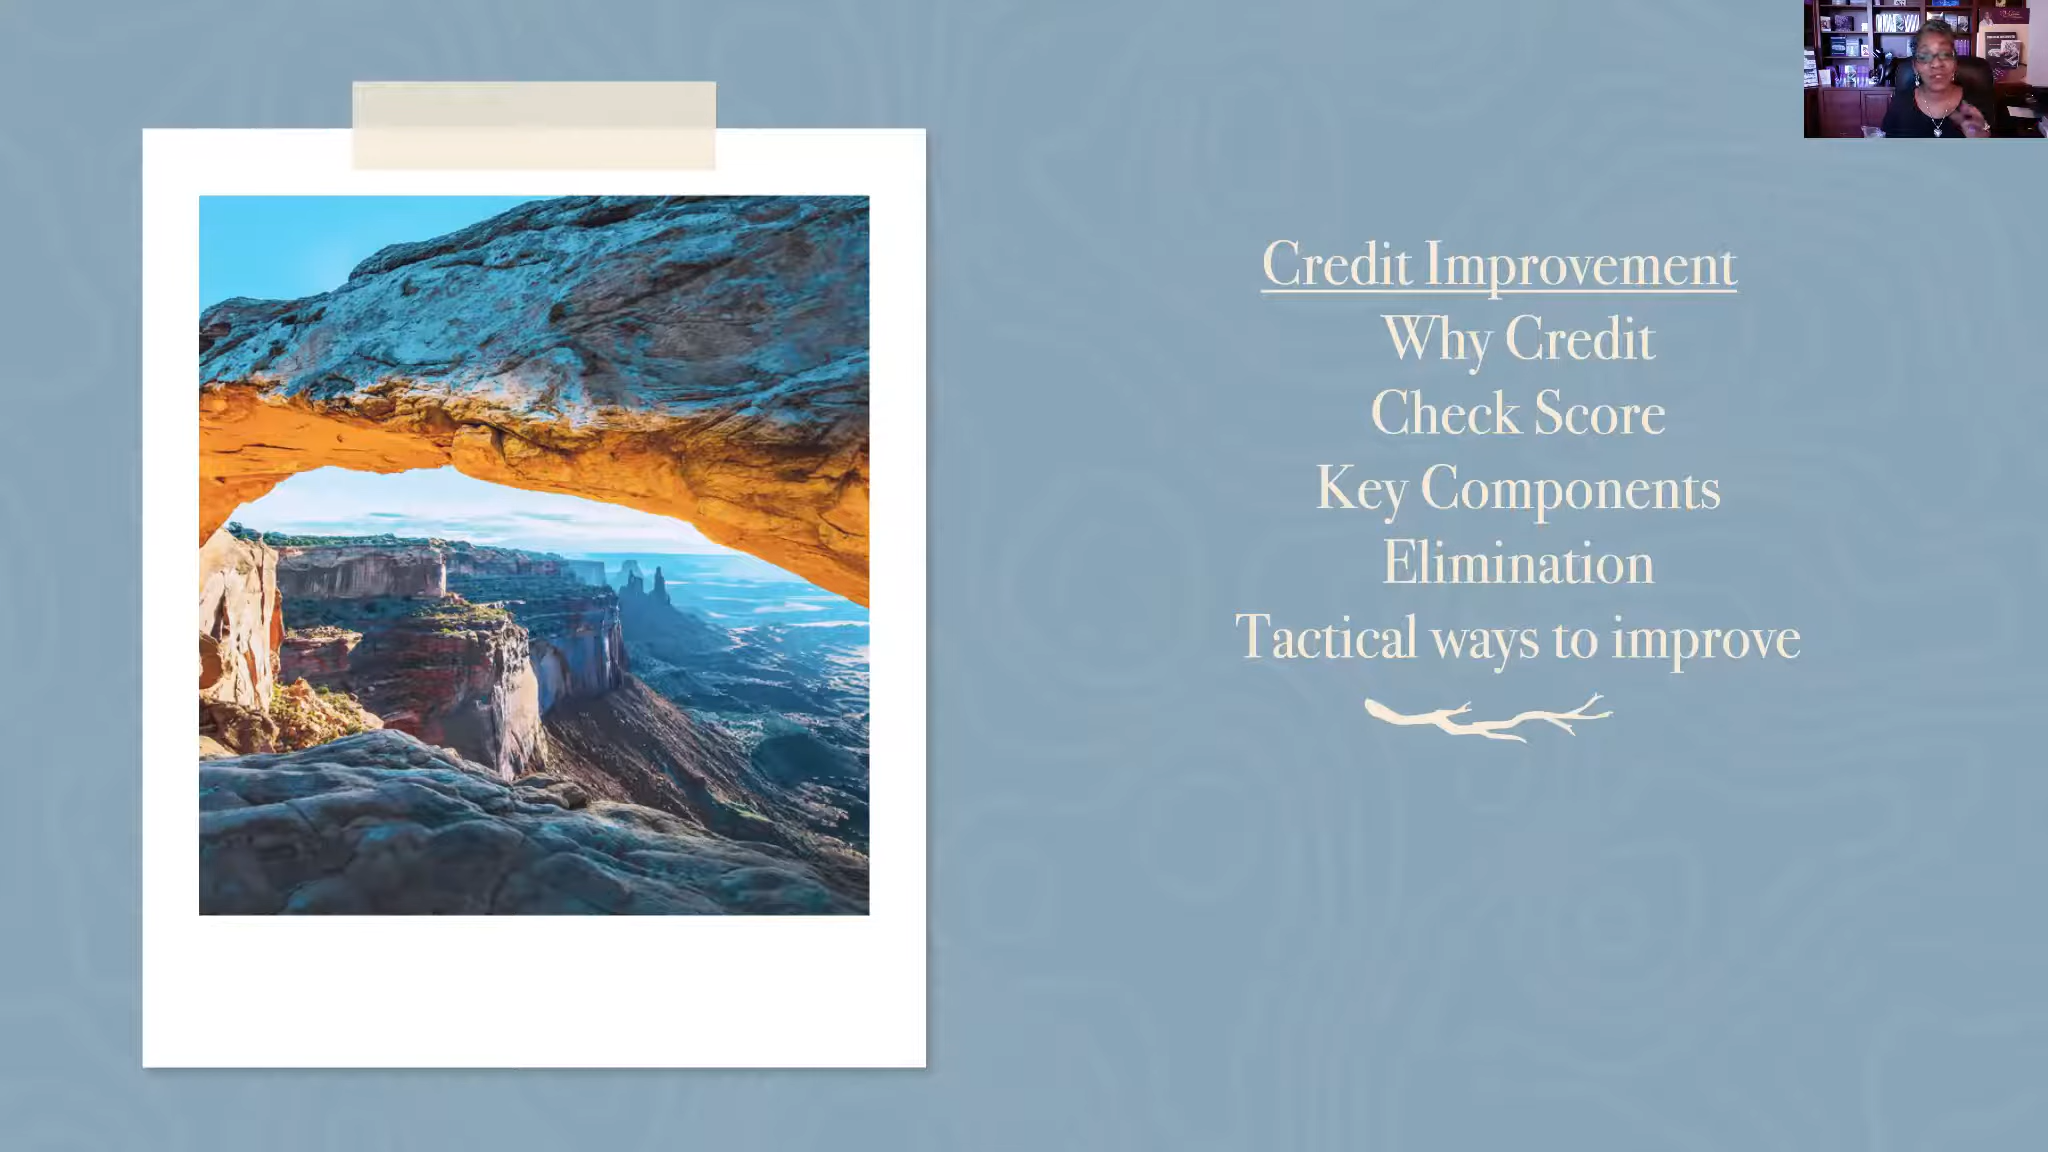 Credit Improvement
Why Credit
Check Score
Key Components
Elimination
Tactical ways to improve